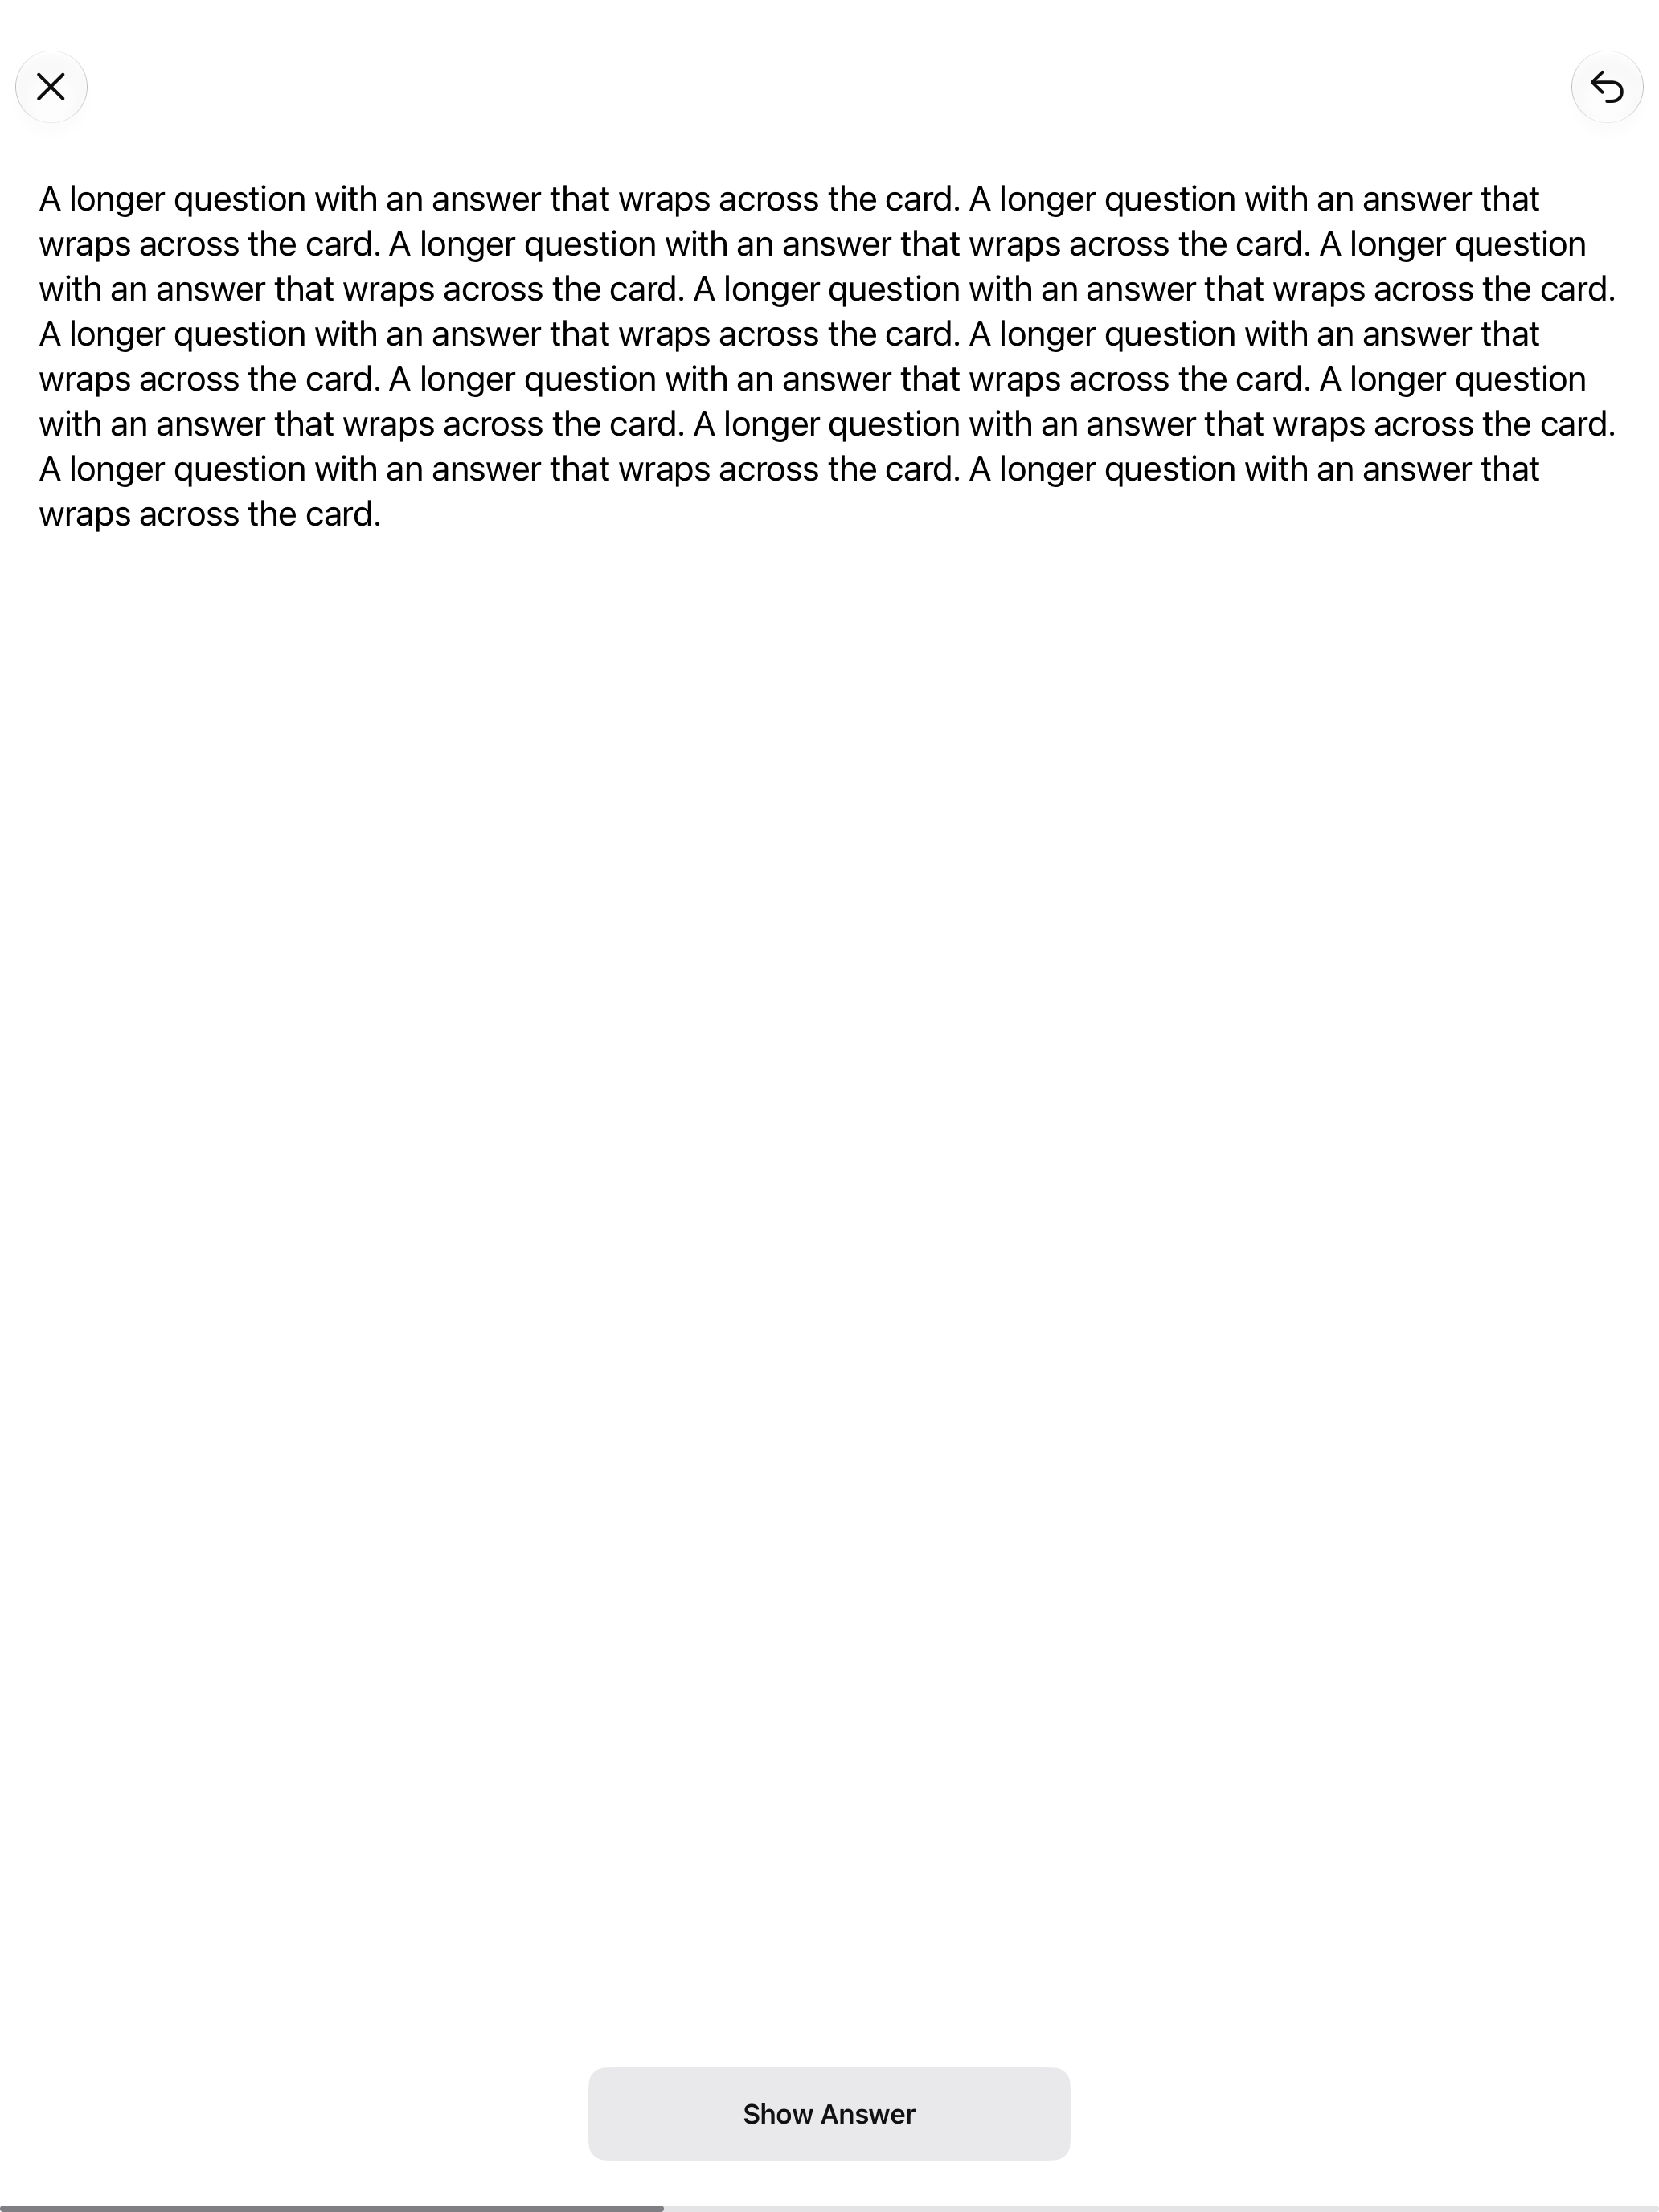 A longer question with an answer that wraps across the card. A longer question with an answer that
wraps across the card. A longer question with an answer that wraps across the card. A longer question
with an answer that wraps across the card. A longer question with an answer that wraps across the card.
A longer question with an answer that wraps across the card. A longer question with an answer that
wraps across the card. A longer question with an answer that wraps across the card. A longer question
with an answer that wraps across the card. A longer question with an answer that wraps across the card.
A longer question with an answer that wraps across the card. A longer question with an answer that
wraps across the card.
Show Answer